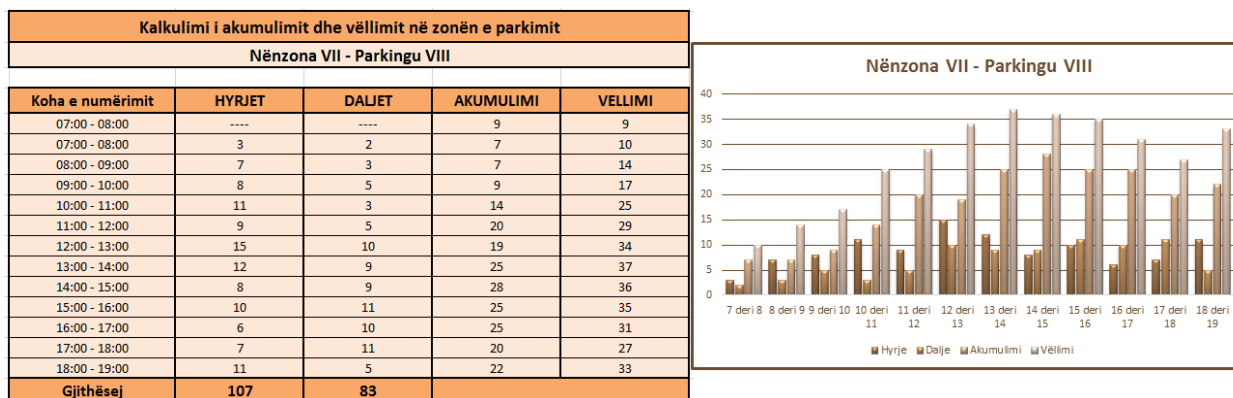 Kalkulimi i akumulimit dhe vëllimit në zonën e parkimit
Nënzona VII - Parkingu VIII
Koha e numërimit HYRJET DALJET AKUMULIMI VELLIMI
07:00 - 08:00 ---- ---- 9 9
07:00 - 08:00 3 2 7 10
08:00 - 09:00 7 3 7 14
09:00 - 10:00 8 5 9 17
10:00 - 11:00 11 3 14 25
11:00 - 12:00 9 5 20 29
12:00 - 13:00 15 10 19 34
13:00 - 14:00 12 9 25 37
14:00 - 15:00 8 9 28 36
15:00 - 16:00 10 11 25 35
16:00 - 17:00 6 10 25 31
17:00 - 18:00 7 11 20 27
18:00 - 19:00 11 5 22 33
Gjithësej 107 83
Nënzona VII - Parkingu VIII
40
35
30
25
20
15
10
5
0
7 deri 8 8 deri 9 9 deri 10 10 deri 11 deri 12 deri 13 deri 14 deri 15 deri 16 deri 17 deri 18 deri
11 12 13 14 15 16 17 18 19
Hyrje Dalje Akumulimi Vëllimi